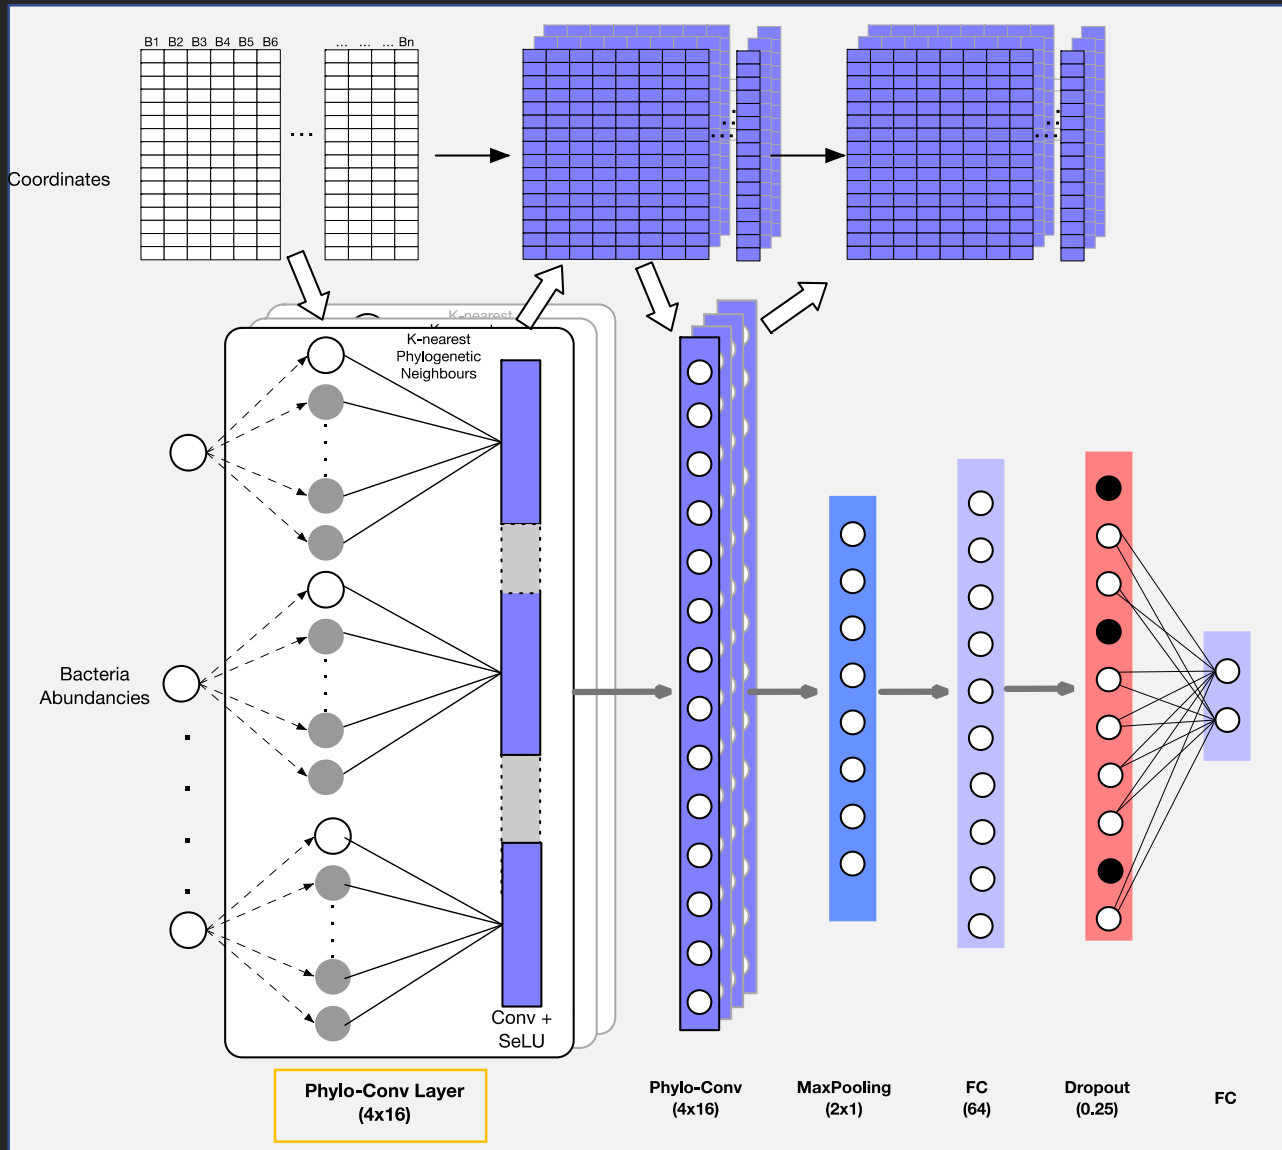 B1 B2 B3 B4 B5 B6 ... ... ... Bn
...
Coordinates
K-nearest
K-nearest
Phylogenetic
Neighbours
Bacteria
Abundancies
Conv +
SeLU
Phylo-Conv Layer
(4x16)
Phylo-Conv
(4x16)
MaxPooling
(2x1)
FC
(64)
Dropout
(0.25)
FC